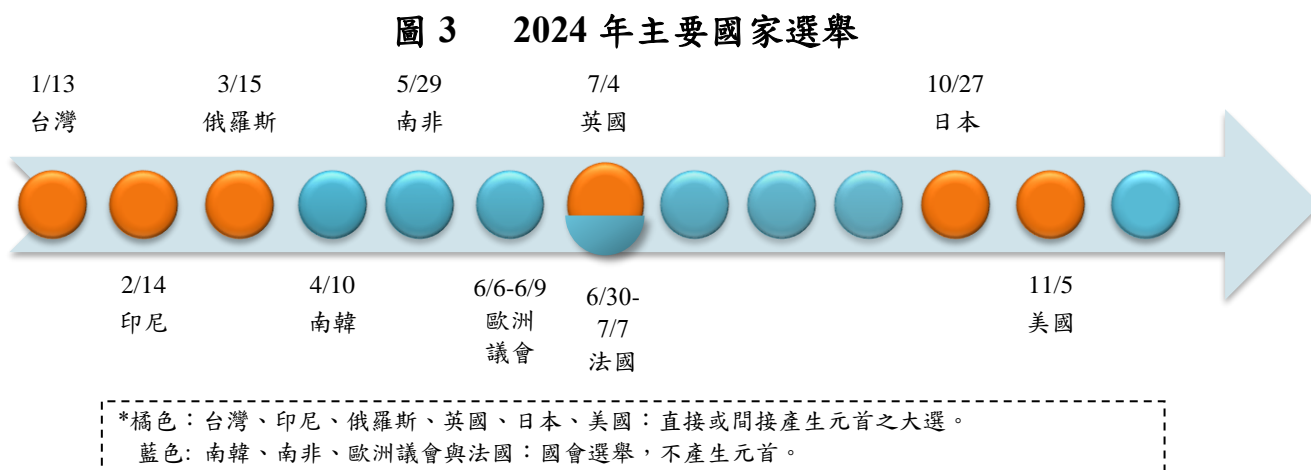 圖 3 2024 年主要國家選舉
1/13
台灣
3/15
俄羅斯
5/29
南非
7/4
英國
10/27
日本
2/14
印尼
4/10
南韓
6/6-6/9
歐洲
議會
6/30-
7/7
法國
11/5
美國
*橘色：台灣、印尼、俄羅斯、英國、日本、美國：直接或間接產生元首之大選。
藍色: 南韓、南非、歐洲議會與法國：國會選舉，不產生元首。